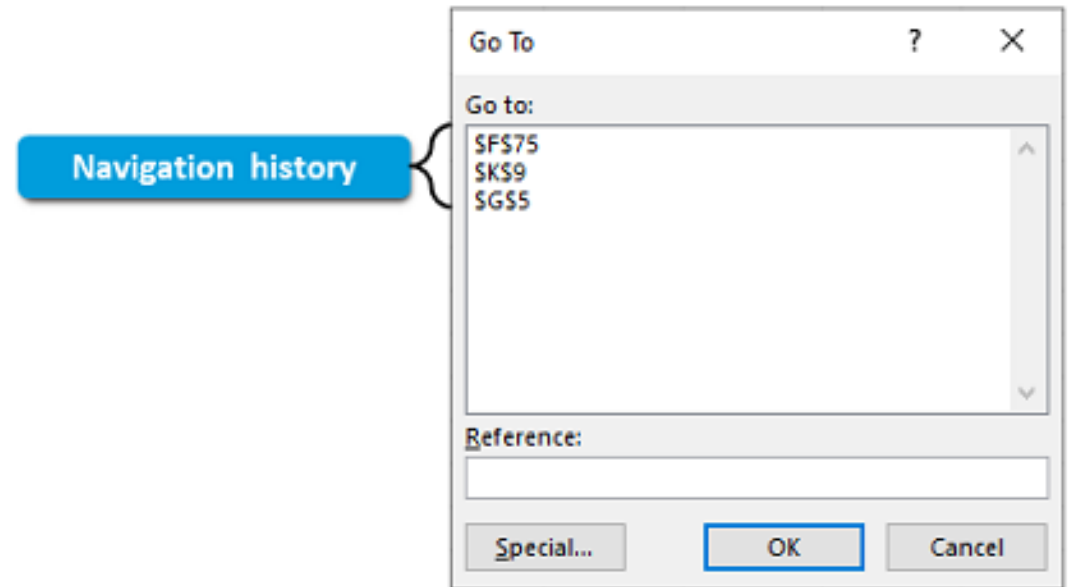 Go To
?
Go to:
Navigation history
$F$75
$K$9
$G$5
Reference:
Special...
OK
Cancel